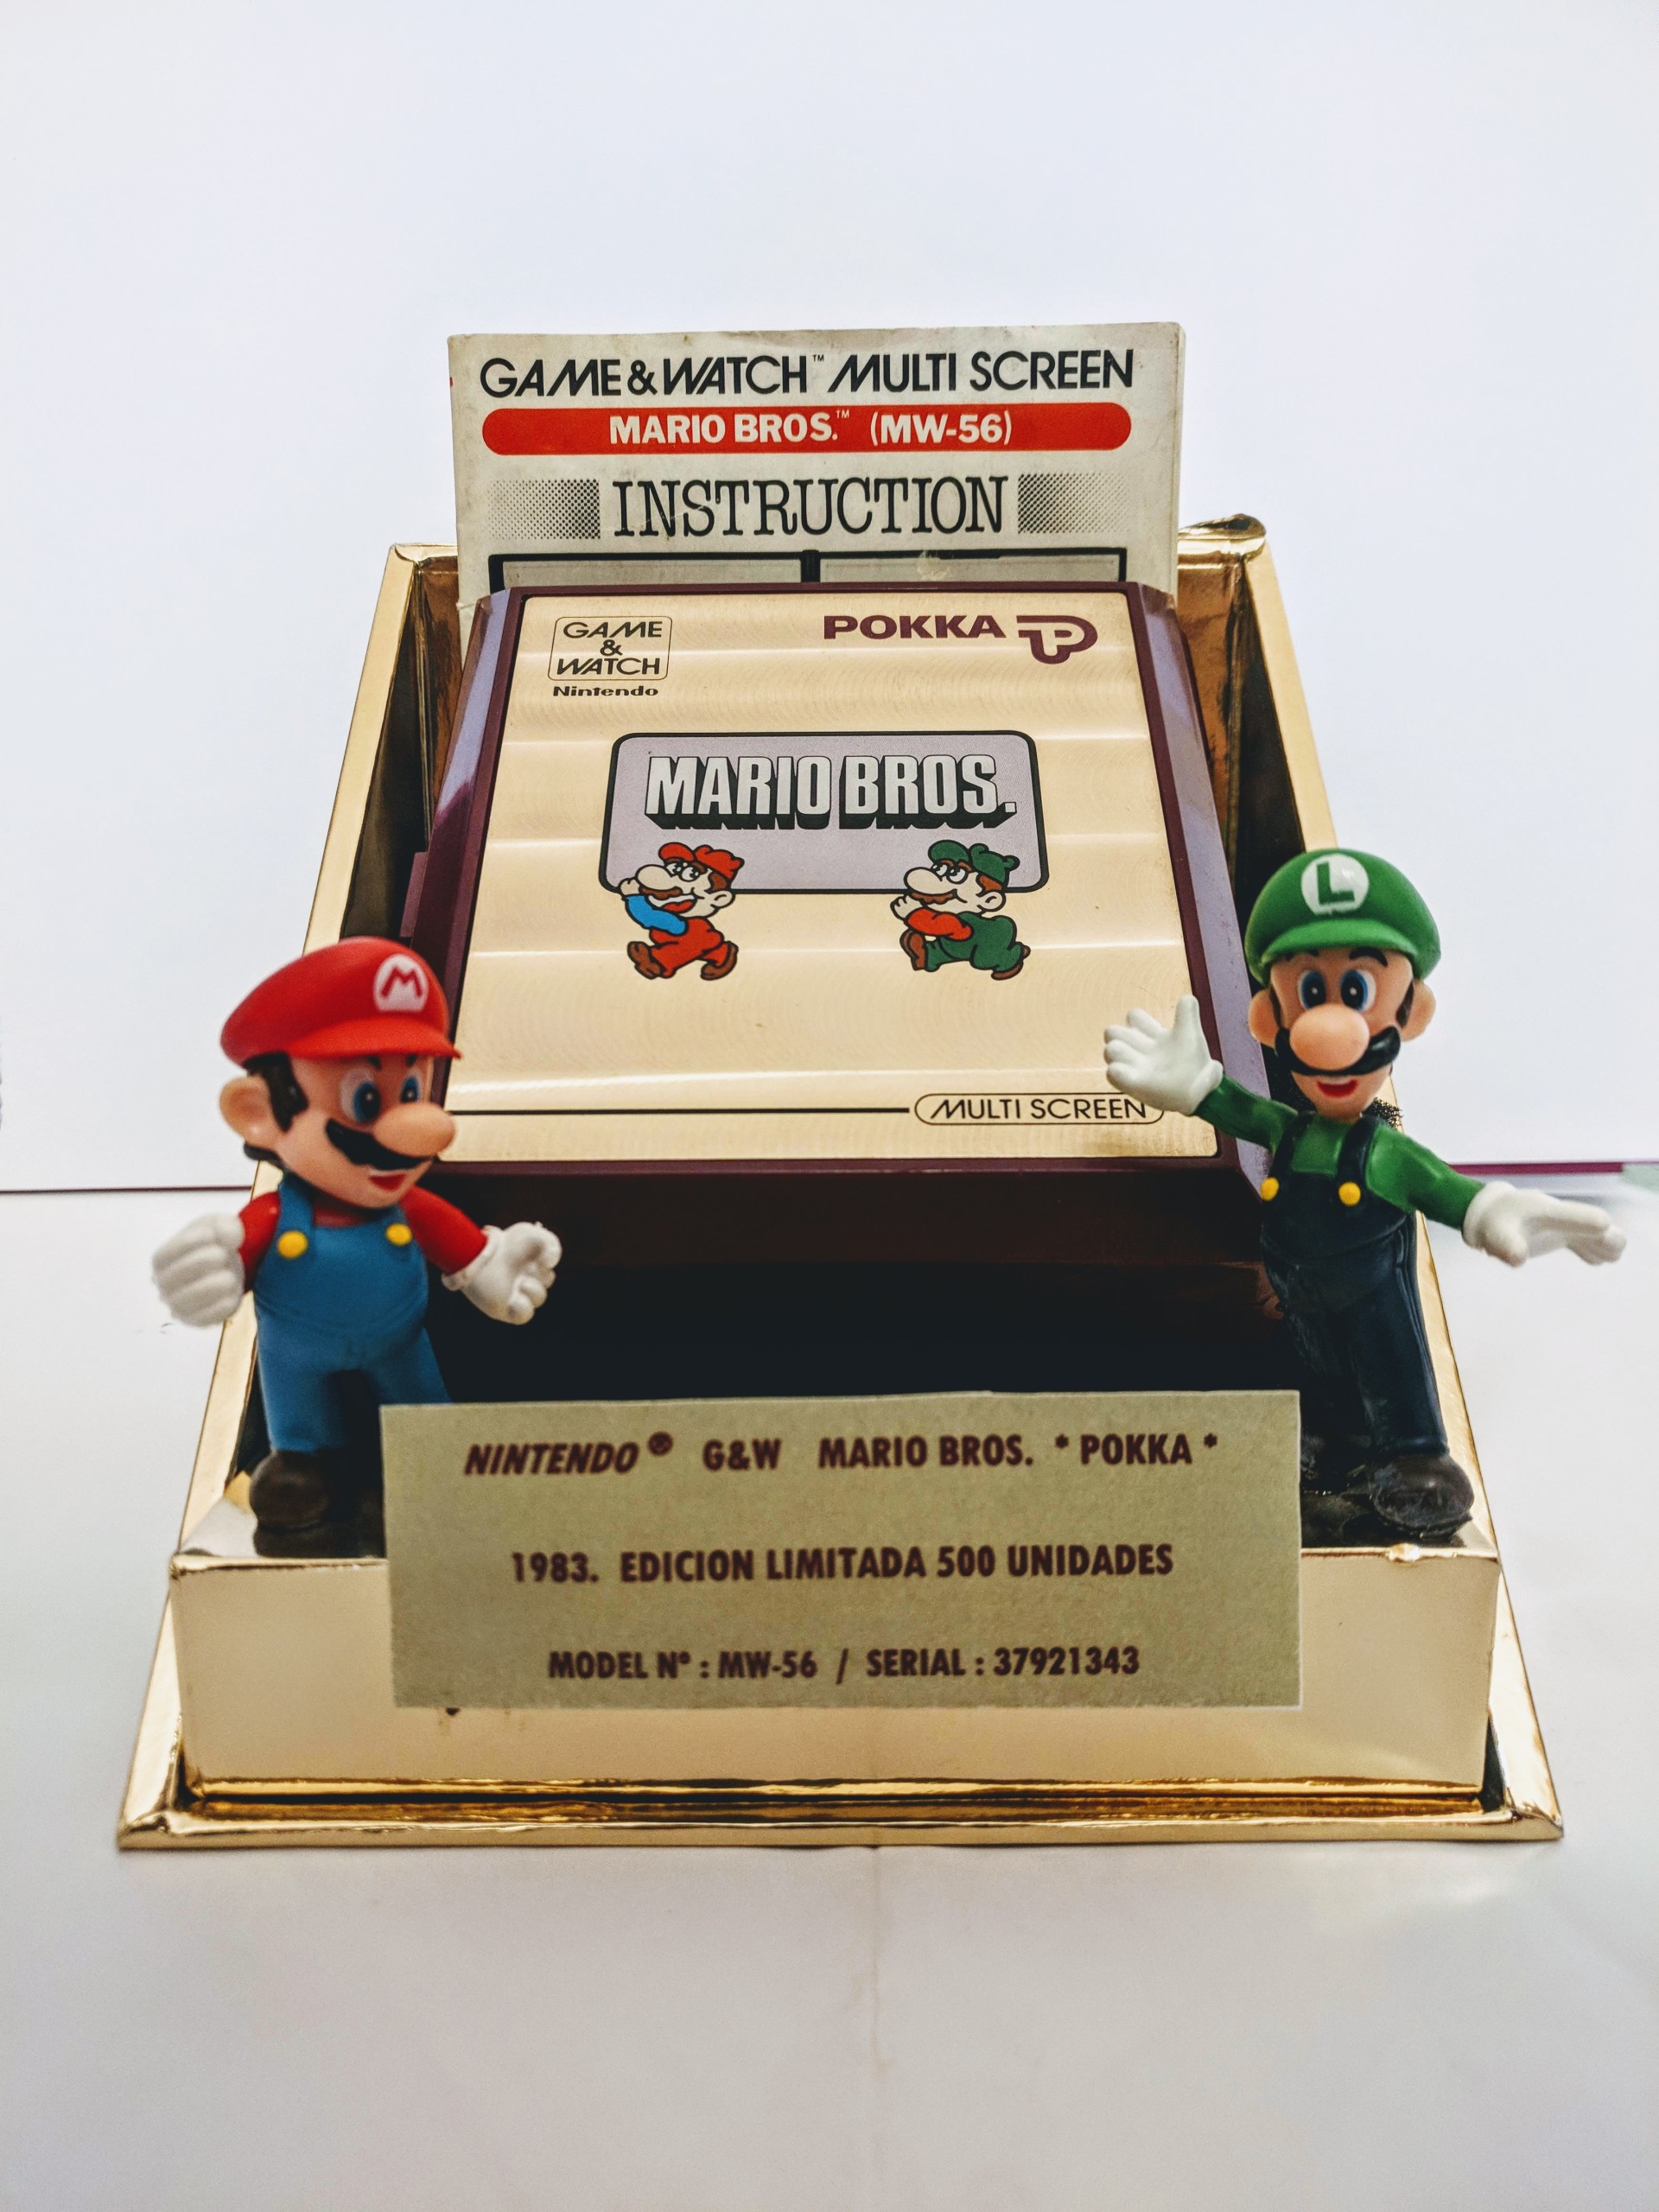 GAME & WATCH™ MULTI SCREEN
MARIO BROS.™ (MW-56)
INSTRUCTION
GAME
&
WATCH
Nintendo
POKKA P
MARIO BROS.
MULTI SCREEN
M
L
NINTENDO® G&W MARIO BROS. * POKKA *
1983. EDICION LIMITADA 500 UNIDADES
MODEL Nº : MW-56 / SERIAL : 37921343